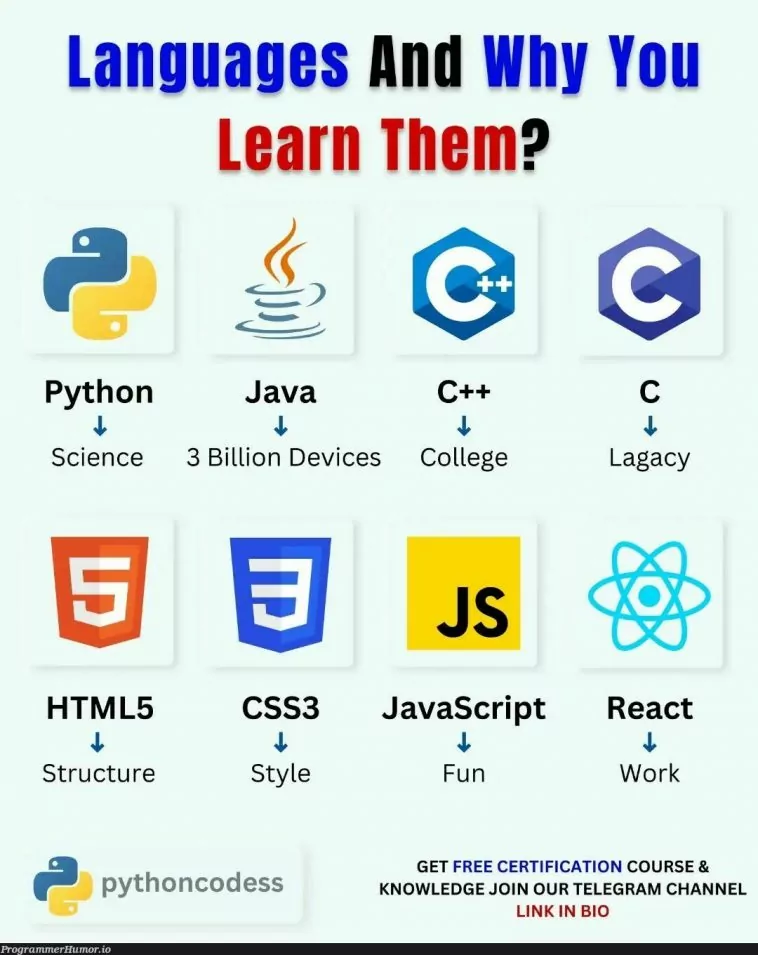 Languages And Why You
Learn Them?
C++
C
Python
Java
C++
C
↓
↓
↓
↓
Science
3 Billion Devices
College
Lagacy
5
3
JS
HTML5
CSS3
JavaScript
React
↓
↓
↓
↓
Structure
Style
Fun
Work
pythoncodess
GET FREE CERTIFICATION COURSE &
KNOWLEDGE JOIN OUR TELEGRAM CHANNEL
LINK IN BIO
ProgrammerHumor.io